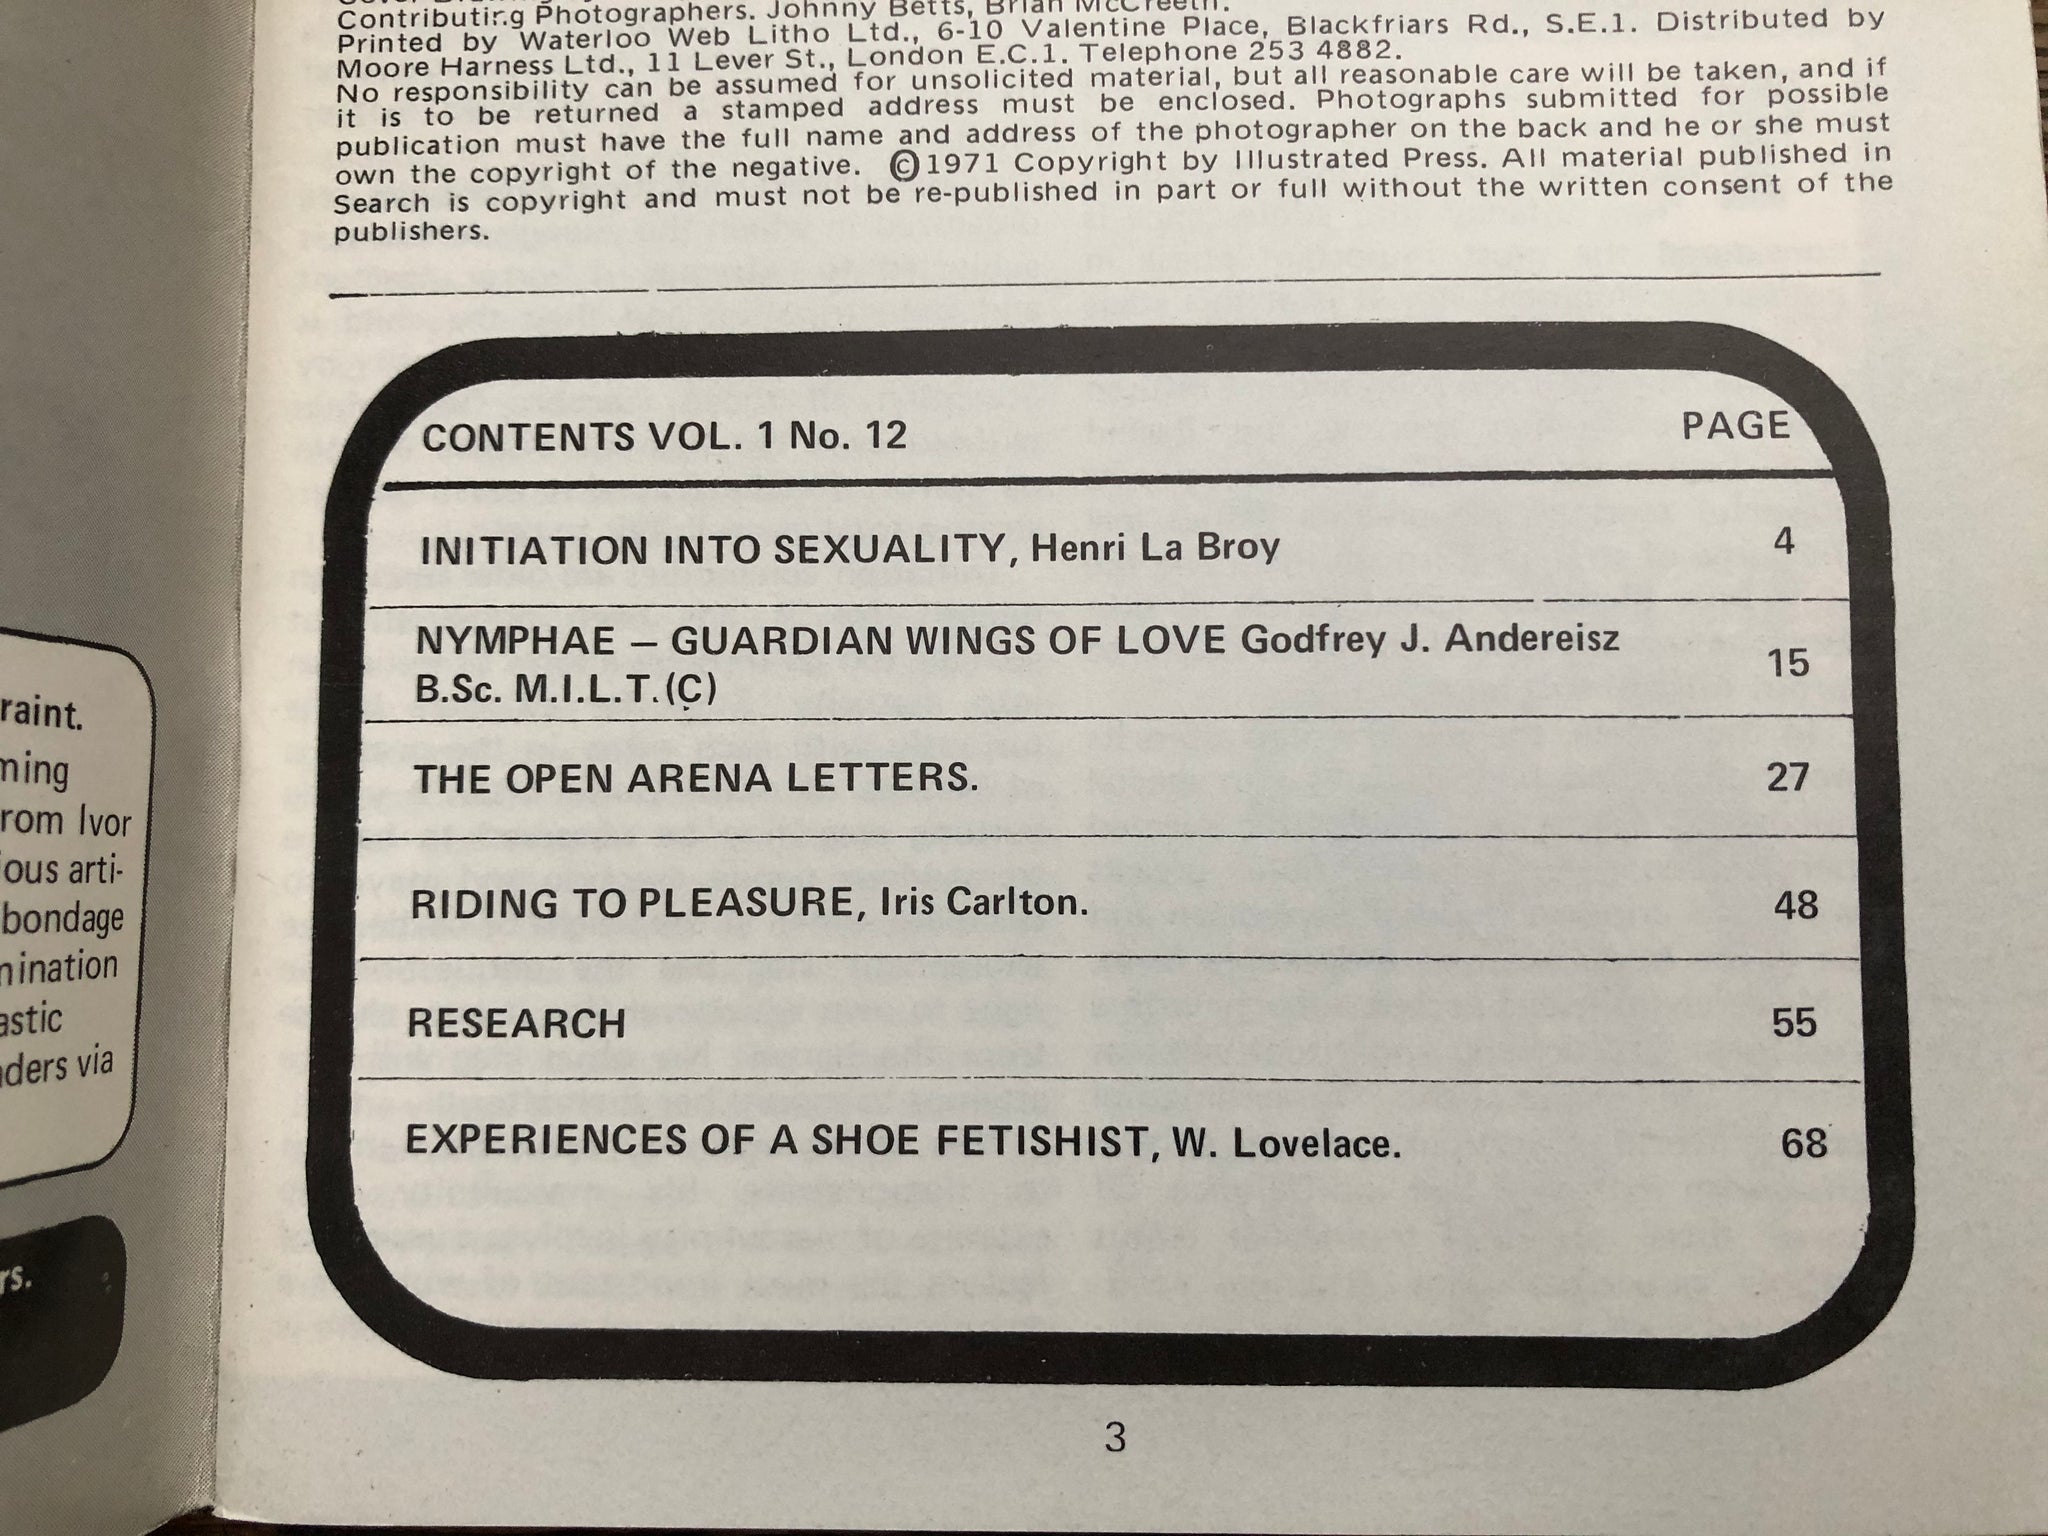 Contributing Photographers. Johnny Betts, Brian McCreeth.
Printed by Waterloo Web Litho Ltd., 6-10 Valentine Place, Blackfriars Rd., S.E.1. Distributed by
Moore Harness Ltd., 11 Lever St., London E.C.1. Telephone 253 4882.
No responsibility can be assumed for unsolicited material, but all reasonable care will be taken, and if
it is to be returned a stamped address must be enclosed. Photographs submitted for possible
publication must have the full name and address of the photographer on the back and he or she must
own the copyright of the negative. ©1971 Copyright by Illustrated Press. All material published in
Search is copyright and must not be re-published in part or full without the written consent of the
publishers.
CONTENTS VOL. 1 No. 12 PAGE
INITIATION INTO SEXUALITY, Henri La Broy 4
NYMPHAE – GUARDIAN WINGS OF LOVE Godfrey J. Andereisz
B.Sc. M.I.L.T.(C) 15
THE OPEN ARENA LETTERS. 27
RIDING TO PLEASURE, Iris Carlton. 48
RESEARCH 55
EXPERIENCES OF A SHOE FETISHIST, W. Lovelace. 68
3
raint.
ming
rom Ivor
ious arti-
bondage
mination
astic
ders via
rs.